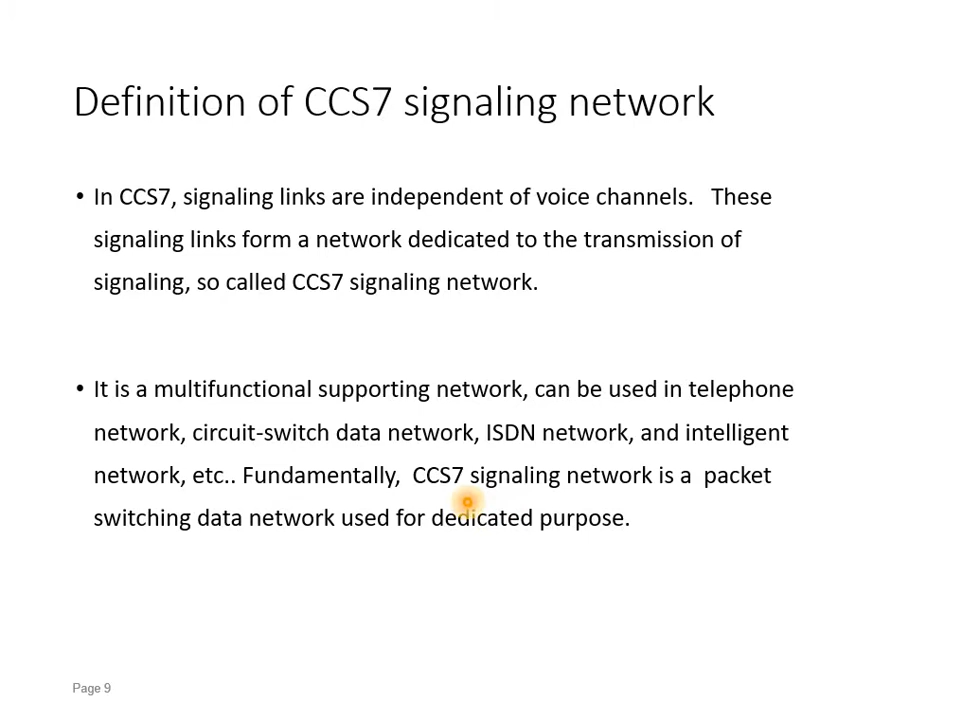 Definition of CCS7 signaling network
• In CCS7, signaling links are independent of voice channels.   These
signaling links form a network dedicated to the transmission of
signaling, so called CCS7 signaling network.
• It is a multifunctional supporting network, can be used in telephone
network, circuit-switch data network, ISDN network, and intelligent
network, etc.. Fundamentally,  CCS7 signaling network is a  packet
switching data network used for dedicated purpose.
Page 9